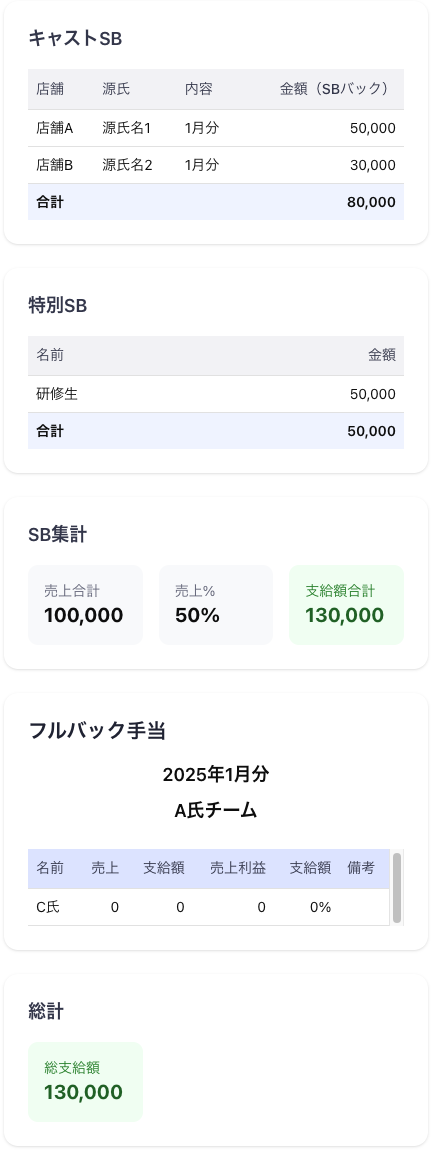 キャストSB
店舗 源氏 内容 金額（SBバック）
店舗A 源氏名1 1月分 50,000
店舗B 源氏名2 1月分 30,000
合計 80,000
特別SB
名前 金額
研修生 50,000
合計 50,000
SB集計
売上合計 売上% 支給額合計
100,000 50% 130,000
フルバック手当
2025年1月分
A氏チーム
名前 売上 支給額 売上利益 支給額 備考
C氏 0 0 0 0%
総計
総支給額
130,000